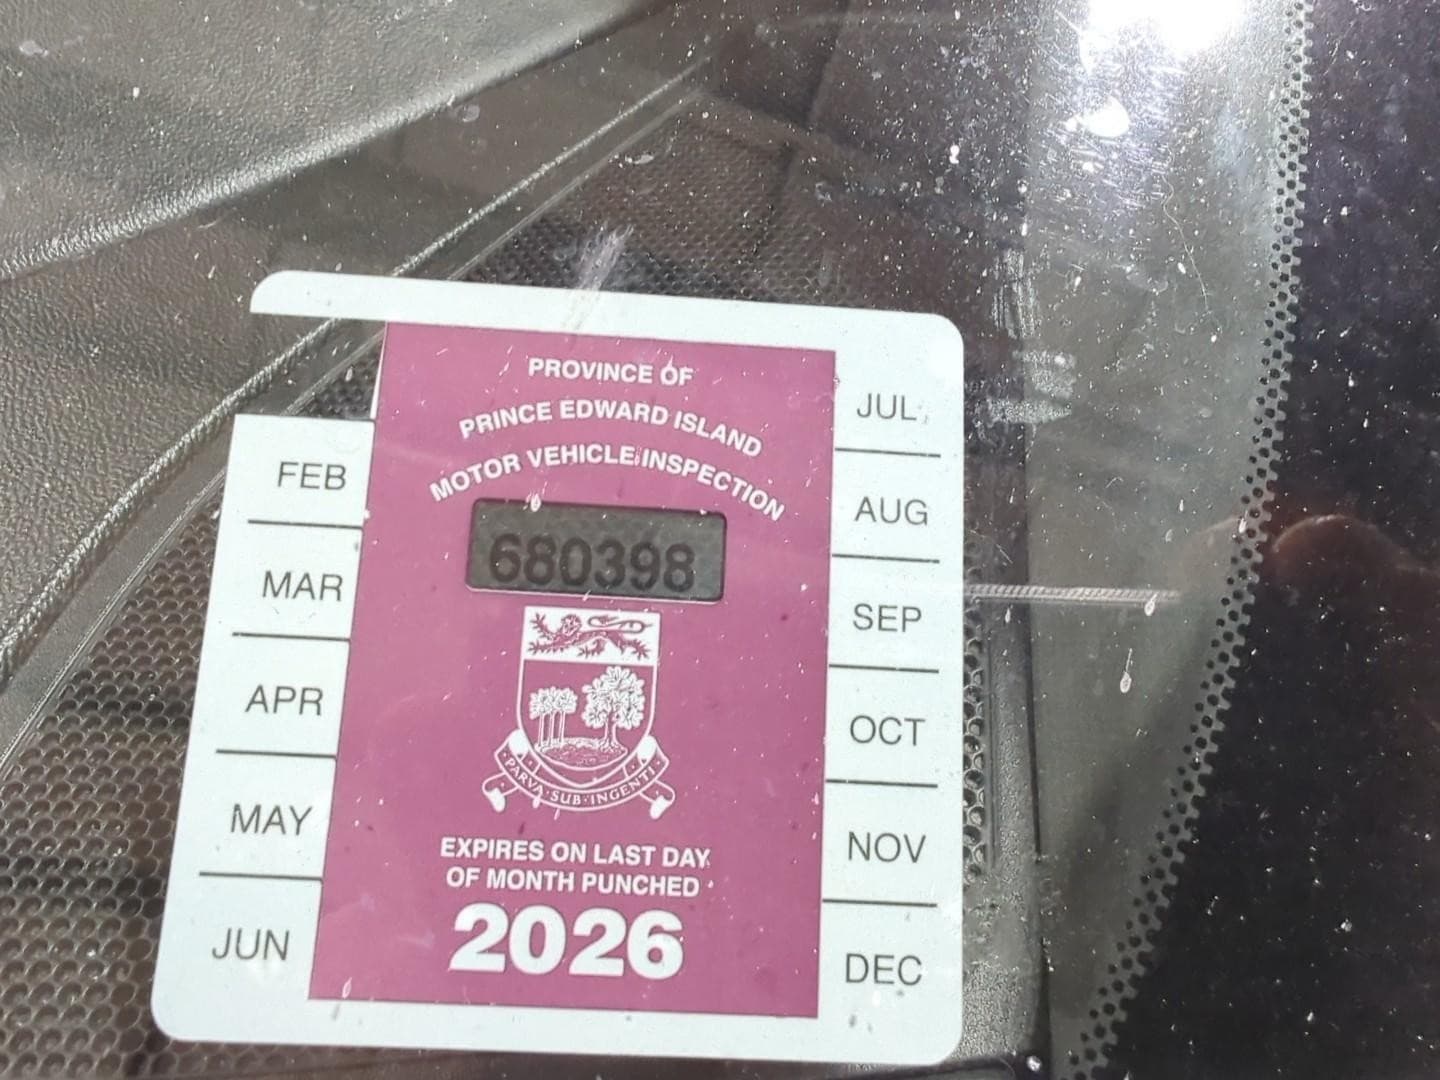 PROVINCE OF
PRINCE EDWARD ISLAND
MOTOR VEHICLE INSPECTION
680398
PARVA·SUB·INGENTI
EXPIRES ON LAST DAY
OF MONTH PUNCHED
2026
FEB
MAR
APR
MAY
JUN
JUL
AUG
SEP
OCT
NOV
DEC